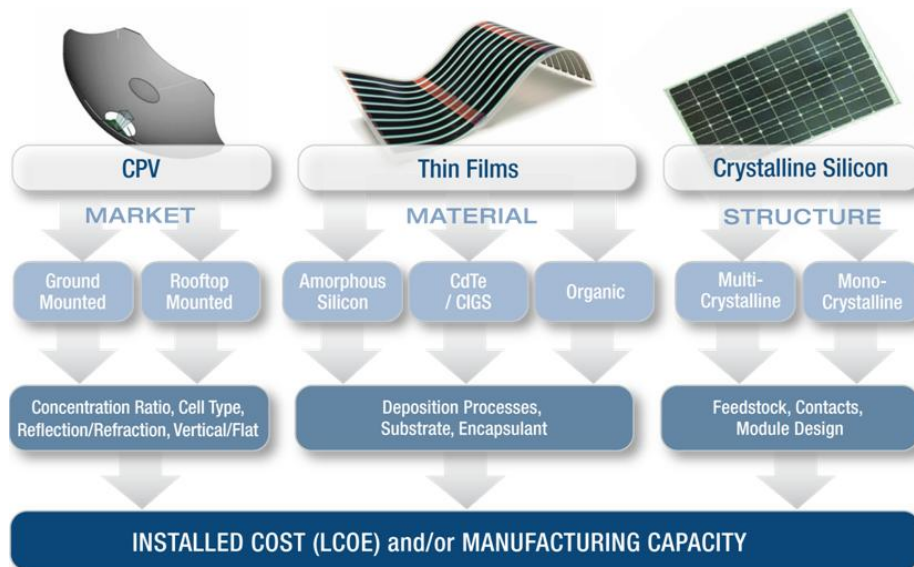 CPV
Thin Films
Crystalline Silicon
MARKET
MATERIAL
STRUCTURE
Ground
Mounted
Rooftop
Mounted
Amorphous
Silicon
CdTe
/ CIGS
Organic
Multi-
Crystalline
Mono-
Crystalline
Concentration Ratio, Cell Type,
Reflection/Refraction, Vertical/Flat
Deposition Processes,
Substrate, Encapsulant
Feedstock, Contacts,
Module Design
INSTALLED COST (LCOE) and/or MANUFACTURING CAPACITY